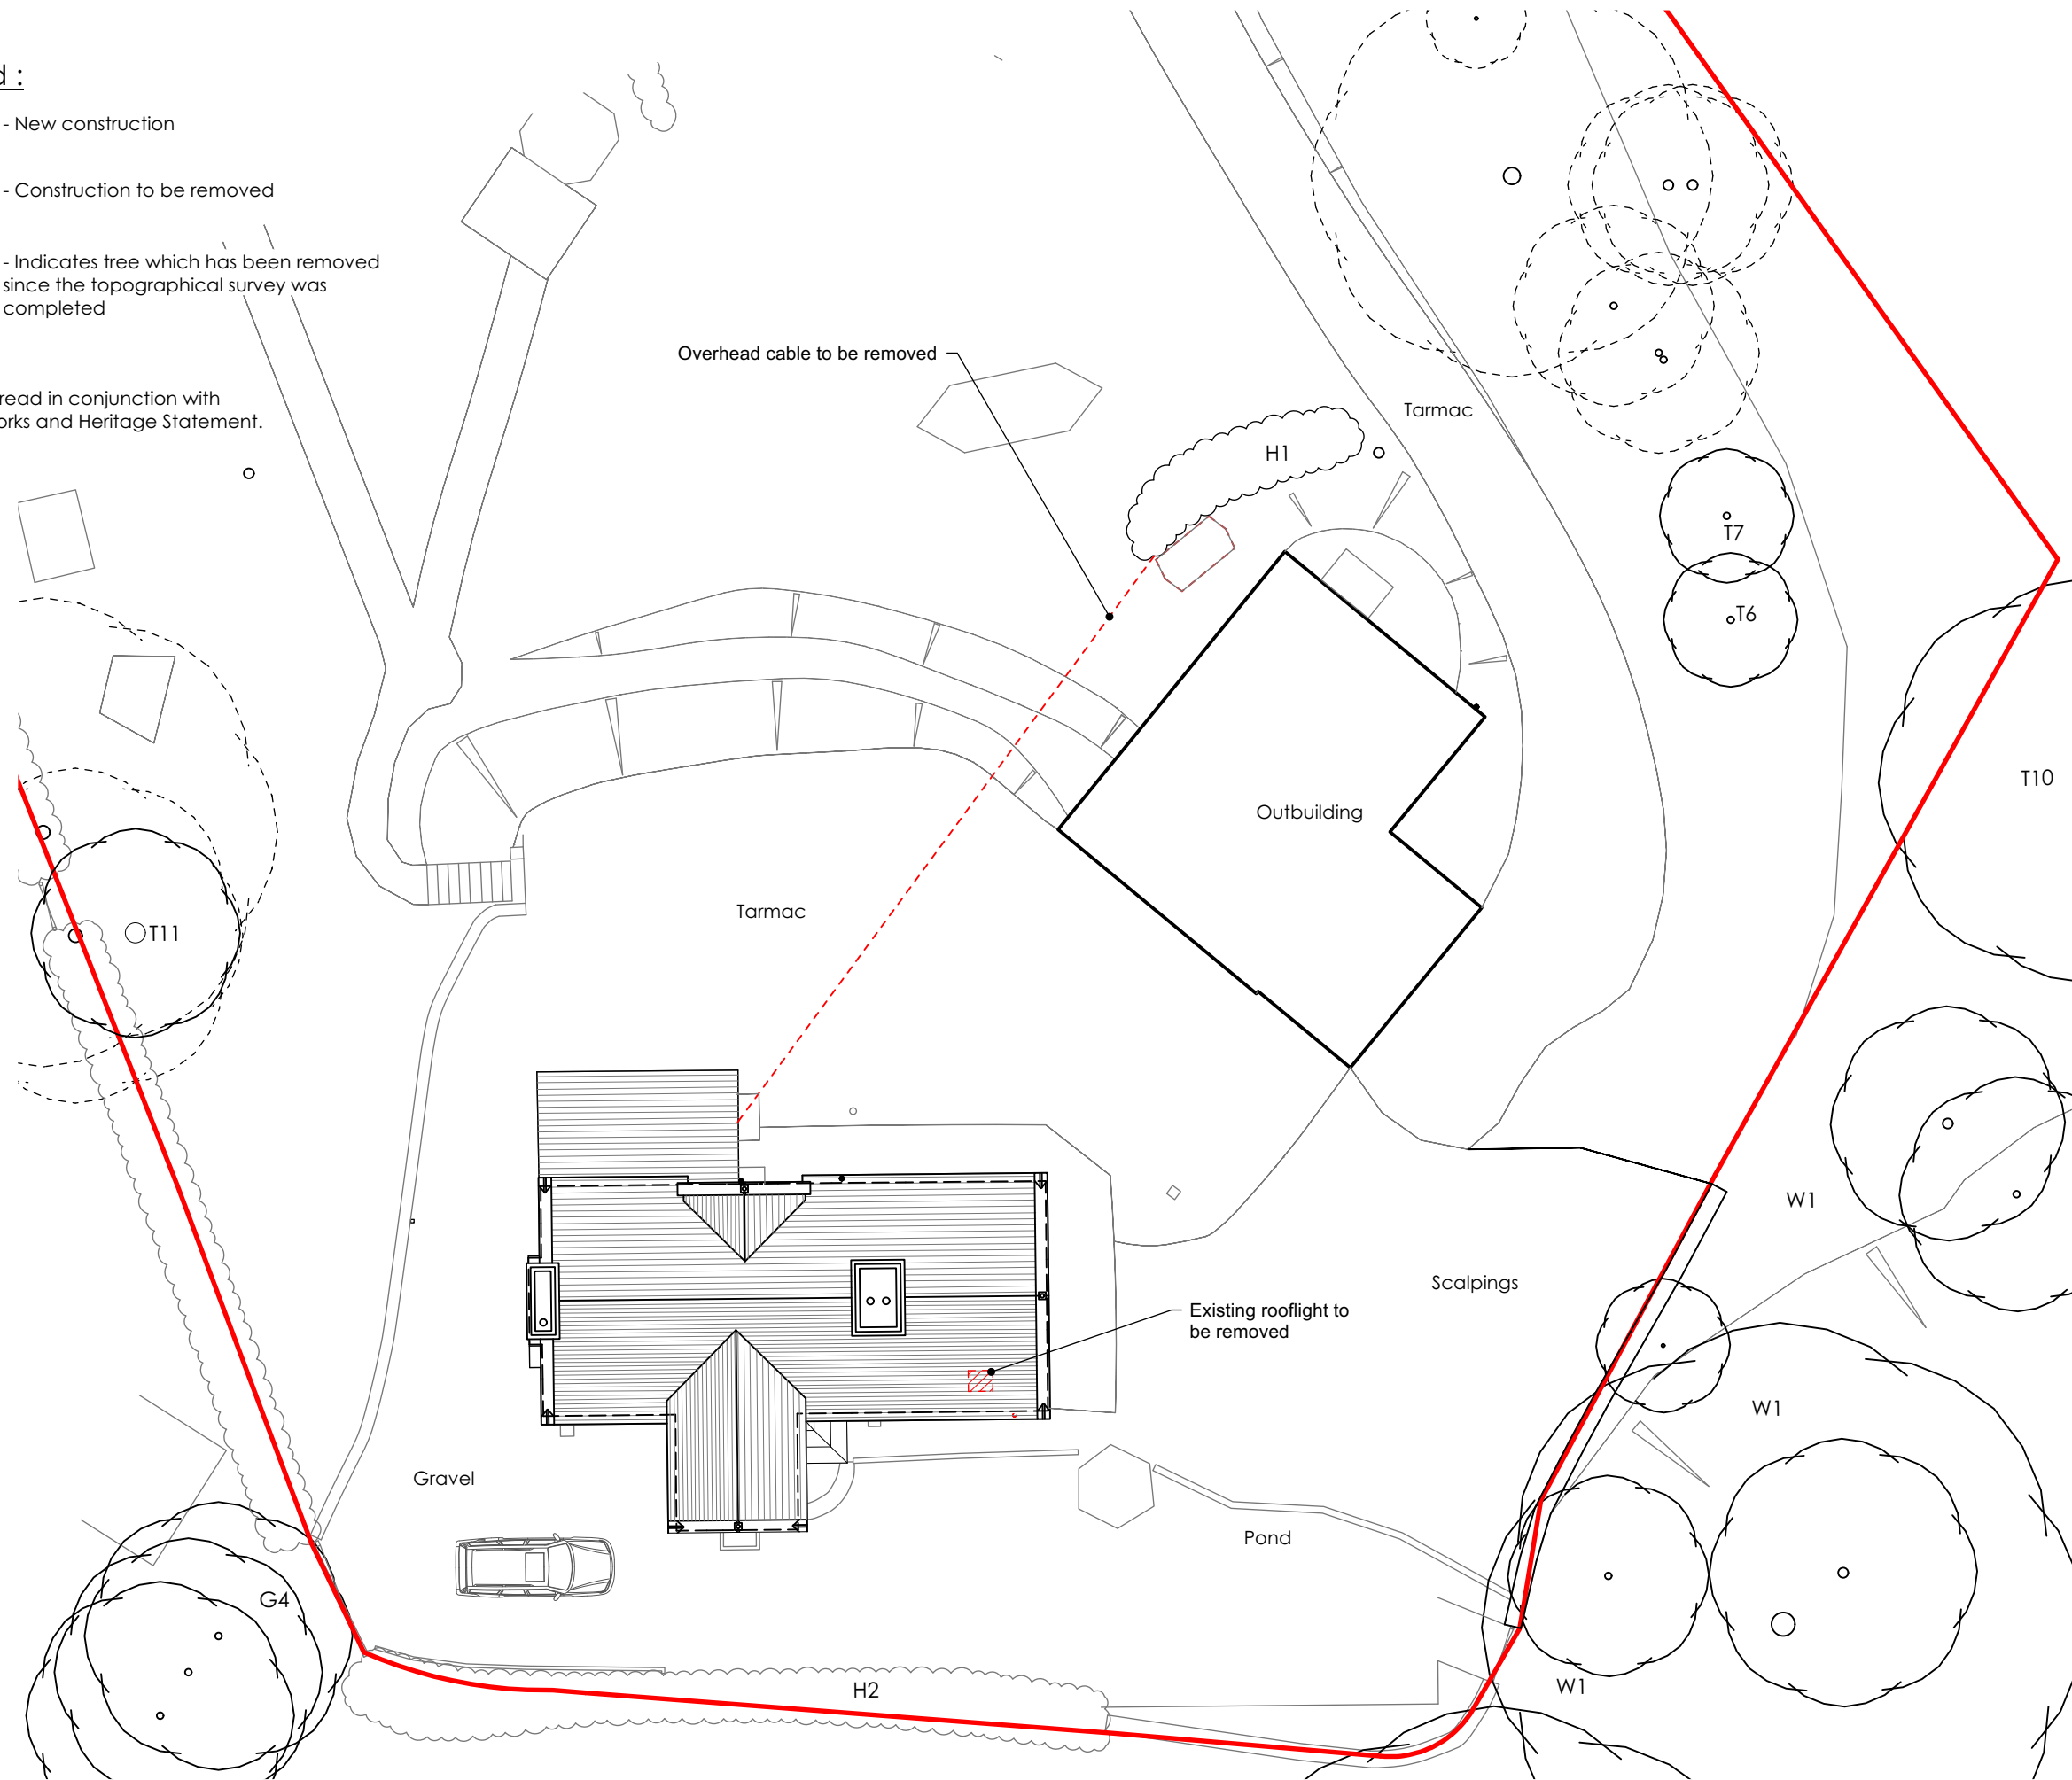 :
- New construction
- Construction to be removed
- Indicates tree which has been removed
since the topographical survey was
completed
read in conjunction with
and Heritage Statement.
Overhead cable to be removed
Tarmac
H1
T7
T6
T10
Outbuilding
Tarmac
T11
W1
Scalpings
Existing rooflight to
be removed
W1
Gravel
Pond
G4
H2
W1